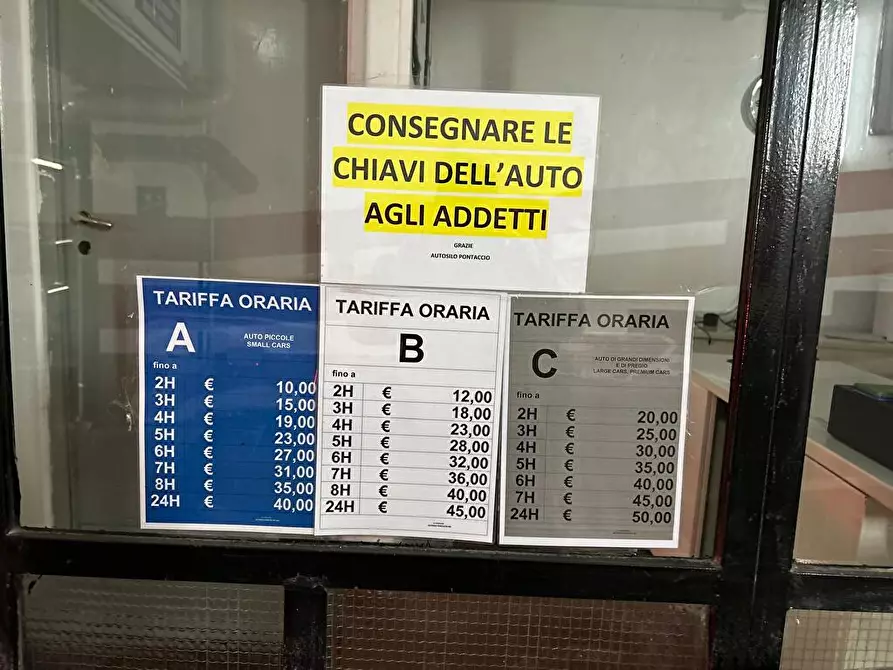 CONSEGNARE LE
CHIAVI DELL'AUTO
AGLI ADDETTI
GRAZIE
AUTOSILO PONTACCIO
TARIFFA ORARIA
A
AUTO PICCOLE
SMALL CARS
fino a
2H € 10,00
3H € 15,00
4H € 19,00
5H € 23,00
6H € 27,00
7H € 31,00
8H € 35,00
24H € 40,00
TARIFFA ORARIA
B
fino a
2H € 12,00
3H € 18,00
4H € 23,00
5H € 28,00
6H € 32,00
7H € 36,00
8H € 40,00
24H € 45,00
TARIFFA ORARIA
C
AUTO DI GRANDI DIMENSIONI
E DI PREGIO
LARGE CARS, PREMIUM CARS
fino a
2H € 20,00
3H € 25,00
4H € 30,00
5H € 35,00
6H € 40,00
7H € 45,00
24H € 50,00